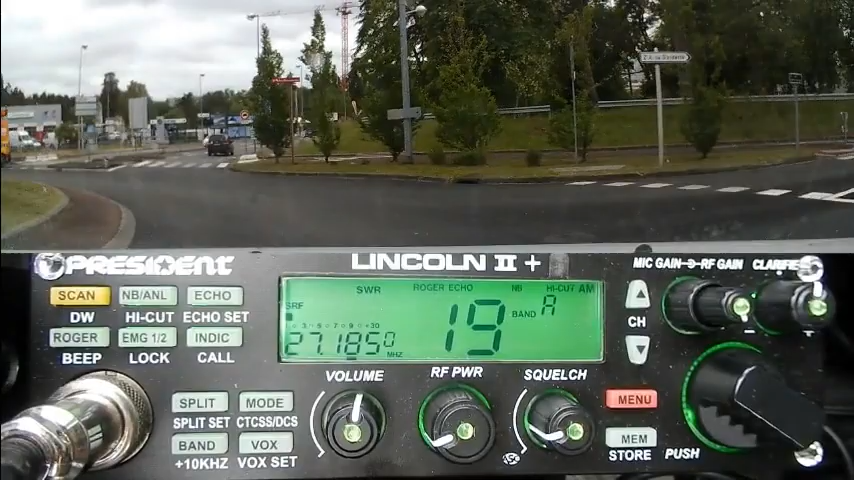 PRESIDENT
LINCOLN II +
MIC GAIN RF GAIN CLARIFIER
SCAN NB/ANL ECHO
DW HI-CUT ECHO SET
ROGER EMG 1/2 INDIC
BEEP LOCK CALL
SWR ROGER ECHO NB HI-CUT AM
SRF
19 BAND A
27.1850 MHZ
CH
VOLUME RF PWR SQUELCH
MENU
SPLIT MODE
SPLIT SET CTCSS/DCS
BAND VOX
+10KHZ VOX SET
ASC
MEM
STORE PUSH